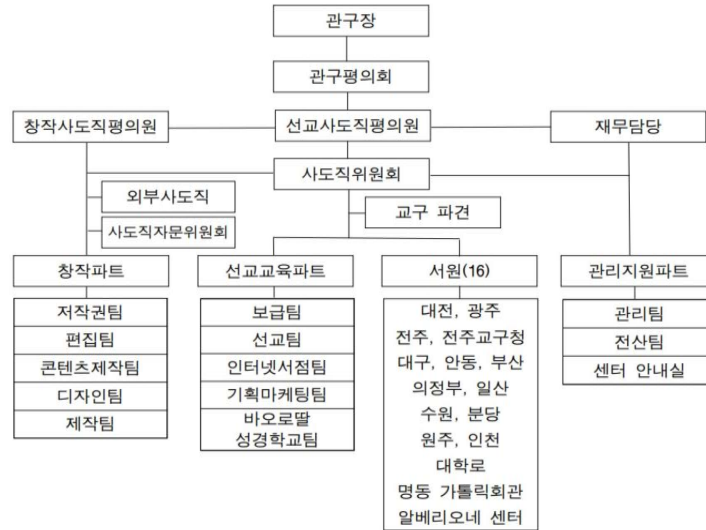 관구장
관구평의회
창작사도직평의원
선교사도직평의원
재무담당
사도직위원회
외부사도직
교구 파견
사도직자문위원회
창작파트
선교교육파트
서원(16)
관리지원파트
저작권팀
편집팀
콘텐츠제작팀
디자인팀
제작팀
보급팀
선교팀
인터넷서점팀
기획마케팅팀
바오로딸
성경학교팀
대전, 광주
전주, 전주교구청
대구, 안동, 부산
의정부, 일산
수원, 분당
원주, 인천
대학로
명동 가톨릭회관
알베리오네 센터
관리팀
전산팀
센터 안내실